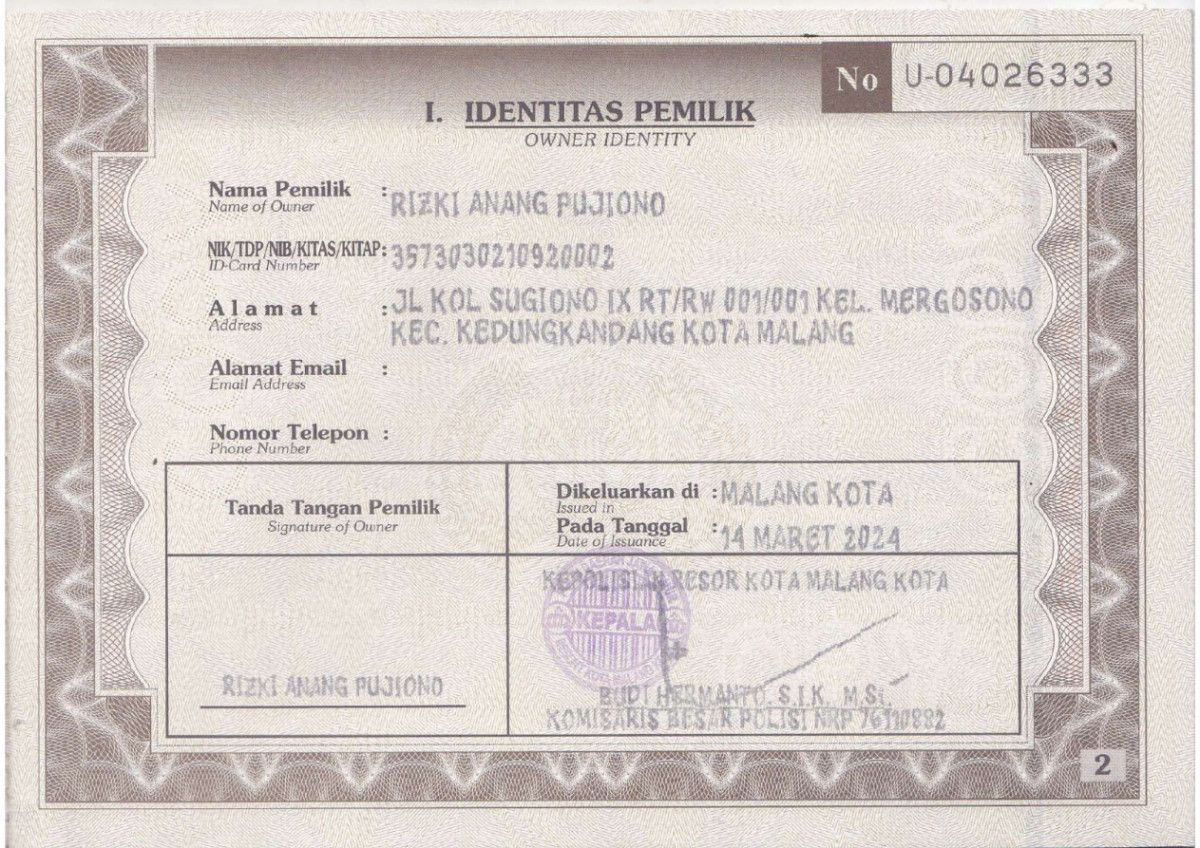 No U-04026333
I. IDENTITAS PEMILIK
OWNER IDENTITY
Nama Pemilik : RIZKI ANANG PUJIONO
Name of Owner
NIK/TDP/NIB/KITAS/KITAP: 3573030210920002
ID-Card Number
Alamat : JL KOL SUGIONO IX RT/RW 001/001 KEL. MERGOSONO
Address
KEC. KEDUNGKANDANG KOTA MALANG
Alamat Email :
Email Address
Nomor Telepon :
Phone Number
Tanda Tangan Pemilik
Signature of Owner
Dikeluarkan di : MALANG KOTA
Issued in
Pada Tanggal : 14 MARET 2024
Date of Issuance
KEPOLISIAN RESOR KOTA MALANG KOTA
KEPALA
RIZKI ANANG PUJIONO
BUDI HERMANTO, S.I.K., M.Si.
KOMISARIS BESAR POLISI NRP 76110882
2